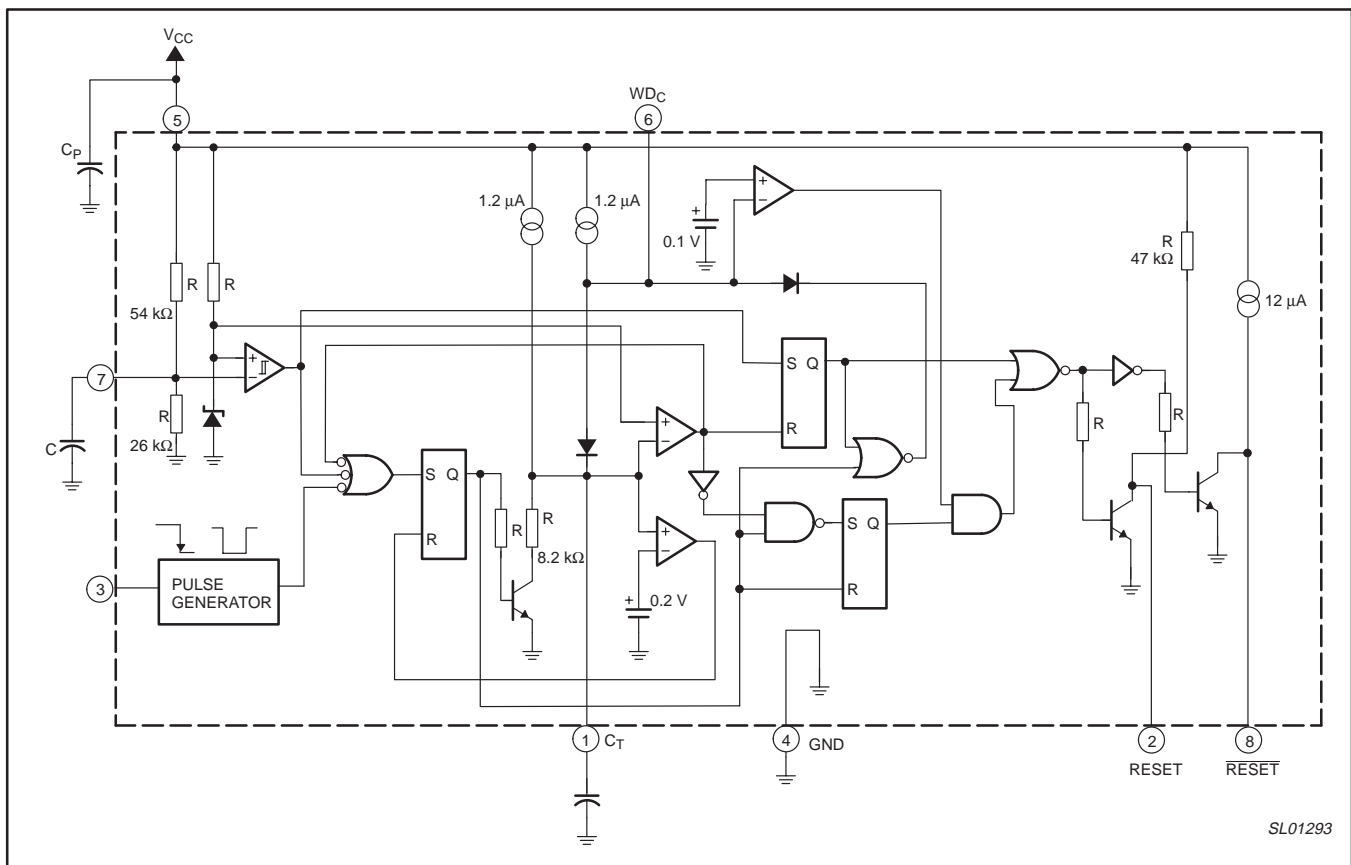 VCC
5
WDC
6
CP
1.2 μA
1.2 μA
+
−
+
0.1 V
R
47 kΩ
R
54 kΩ
R
12 μA
+
−
7
R
26 kΩ
C
S Q
R
+
−
S Q
R
R
R
S Q
R
R
R
8.2 kΩ
+
−
+
0.2 V
3
PULSE
GENERATOR
1
CT
4
GND
2
RESET
8
RESET
SL01293